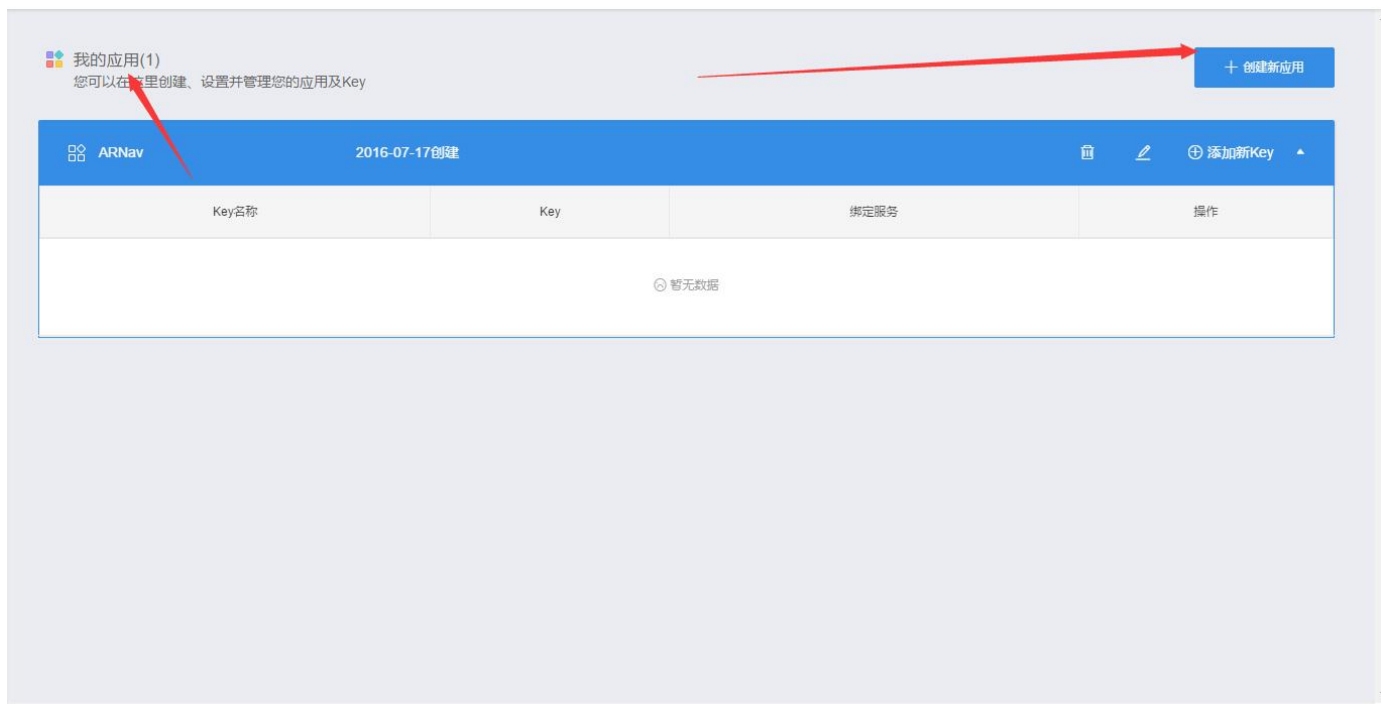 我的应用(1)
您可以在这里创建、设置并管理您的应用及Key
创建新应用
ARNav 2016-07-17创建 添加新Key
Key名称 Key 绑定服务 操作
暂无数据